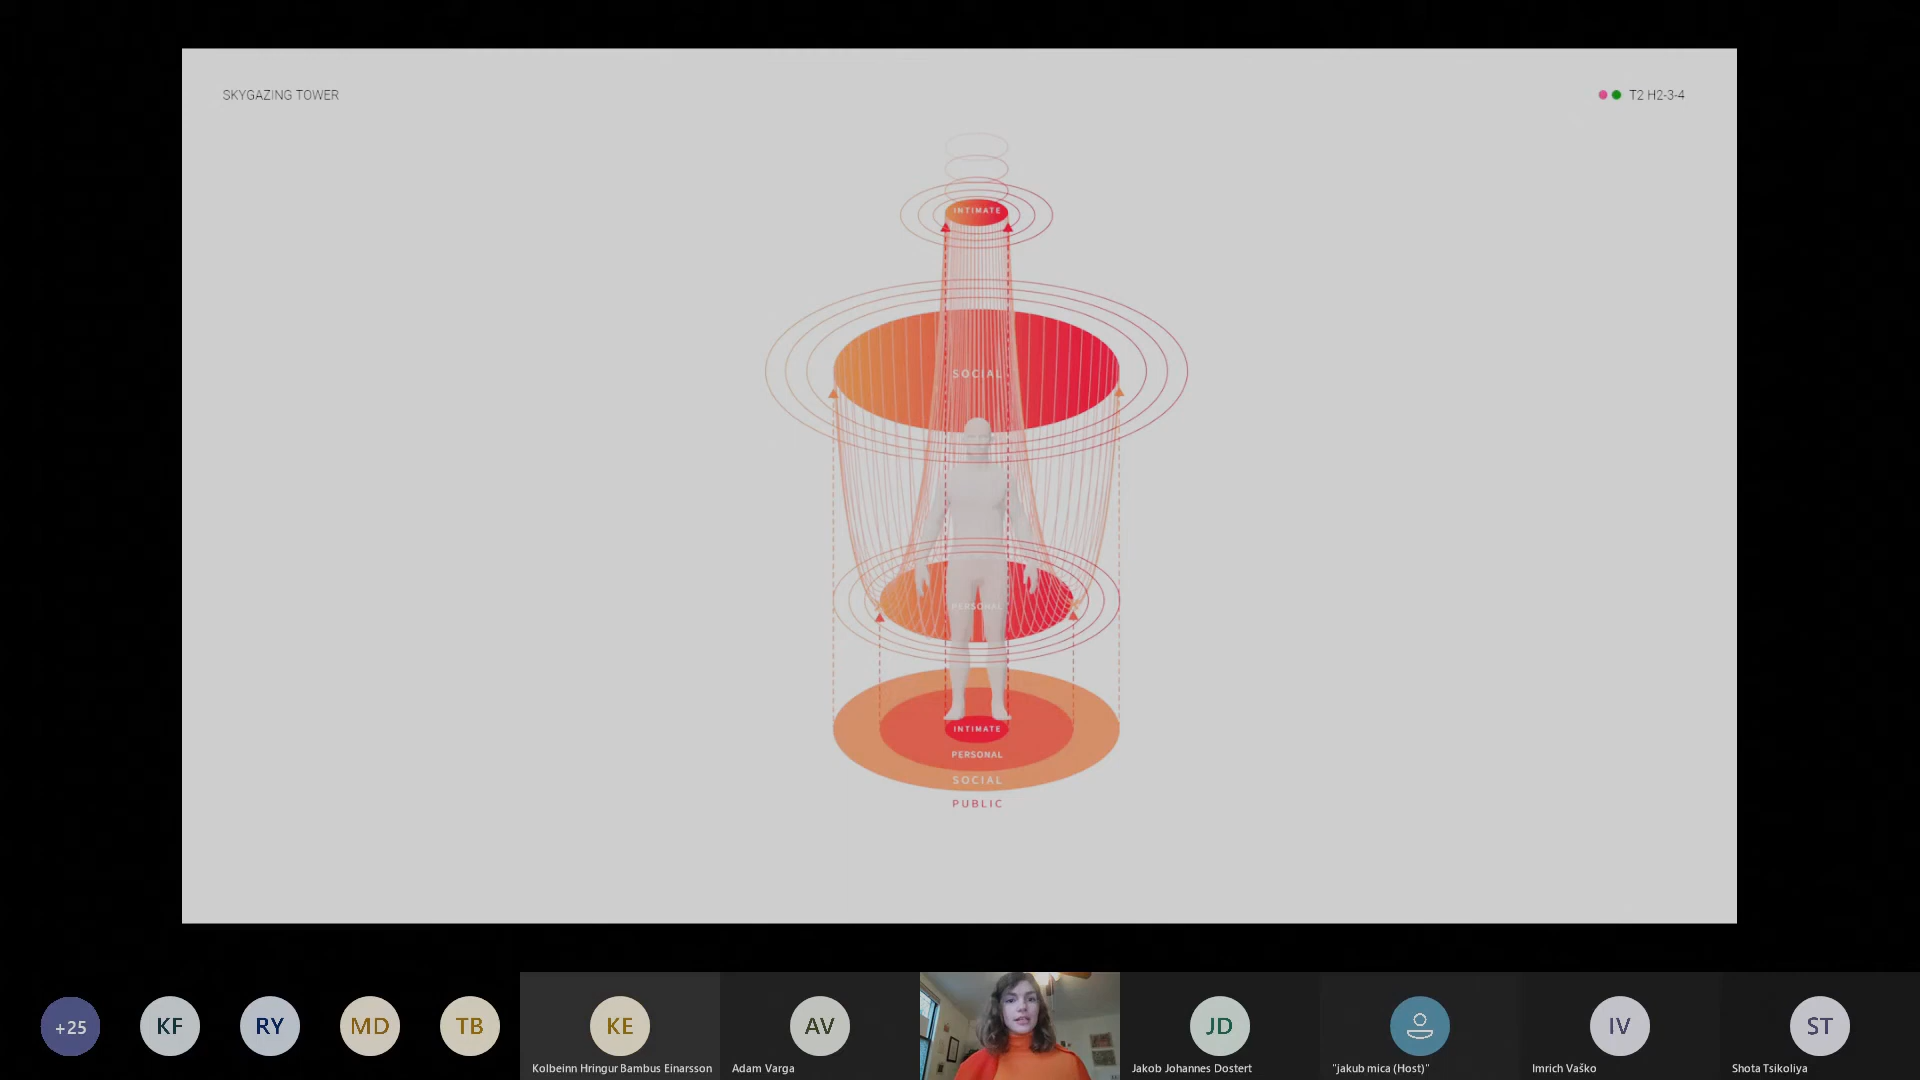 SKYGAZING TOWER
T2 H2-3-4
INTIMATE
SOCIAL
PERSONAL
INTIMATE
PERSONAL
SOCIAL
PUBLIC
+25
KF
RY
MD
TB
KE
AV
JD
IV
ST
Kolbeinn Hringur Bambus Einarsson
Adam Varga
Jakob Johannes Dostert
"jakub mica (Host)"
Imrich Vaško
Shota Tsikoliya